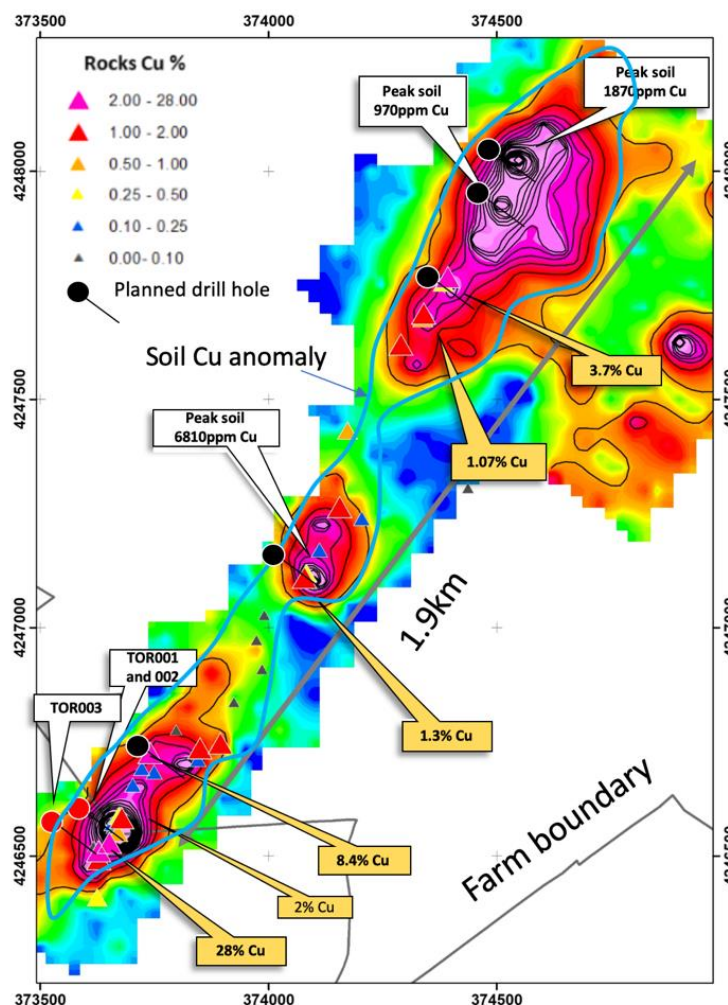 373500
374000
374500
Rocks Cu %
2.00 - 28.00
1.00 - 2.00
0.50 - 1.00
0.25 - 0.50
0.10 - 0.25
0.00- 0.10
Planned drill hole
Peak soil
970ppm Cu
Peak soil
1870ppm Cu
4248000
4248000
Soil Cu anomaly
3.7% Cu
4247500
4247500
Peak soil
6810ppm Cu
1.07% Cu
1.9km
4247000
4247000
TOR001
and 002
TOR003
1.3% Cu
Farm boundary
8.4% Cu
4246500
4246500
2% Cu
28% Cu
373500
374000
374500